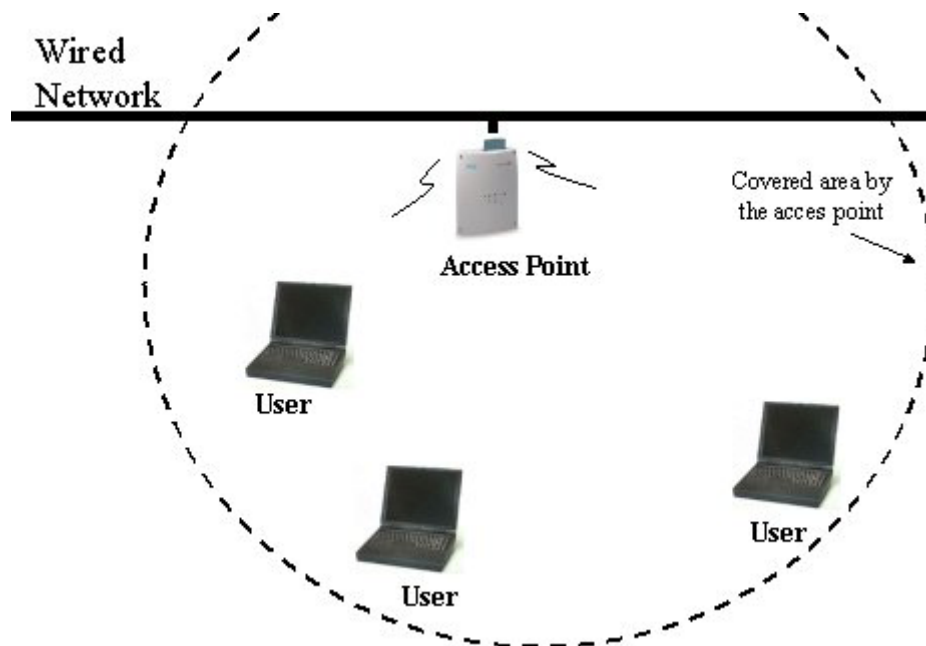 Wired
Network
Covered area by
the acces point
Access Point
User
User
User